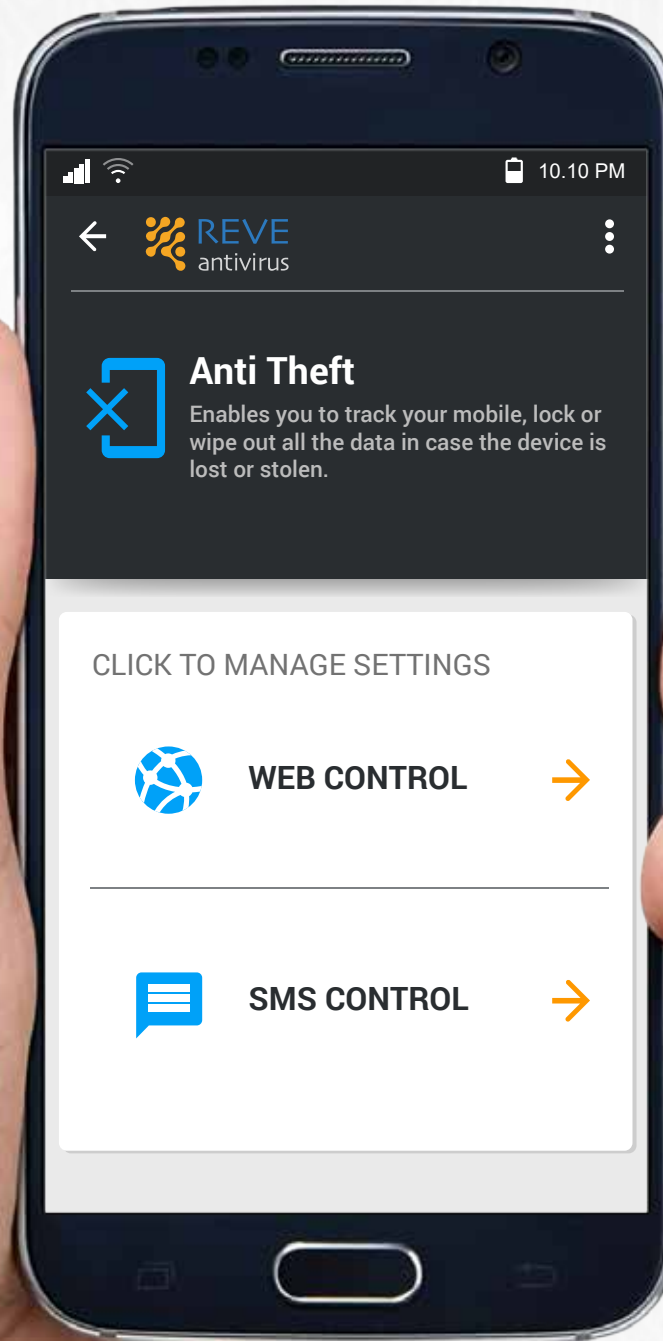 10.10 PM
REVE
antivirus
Anti Theft
Enables you to track your mobile, lock or
wipe out all the data in case the device is
lost or stolen.
CLICK TO MANAGE SETTINGS
WEB CONTROL
SMS CONTROL